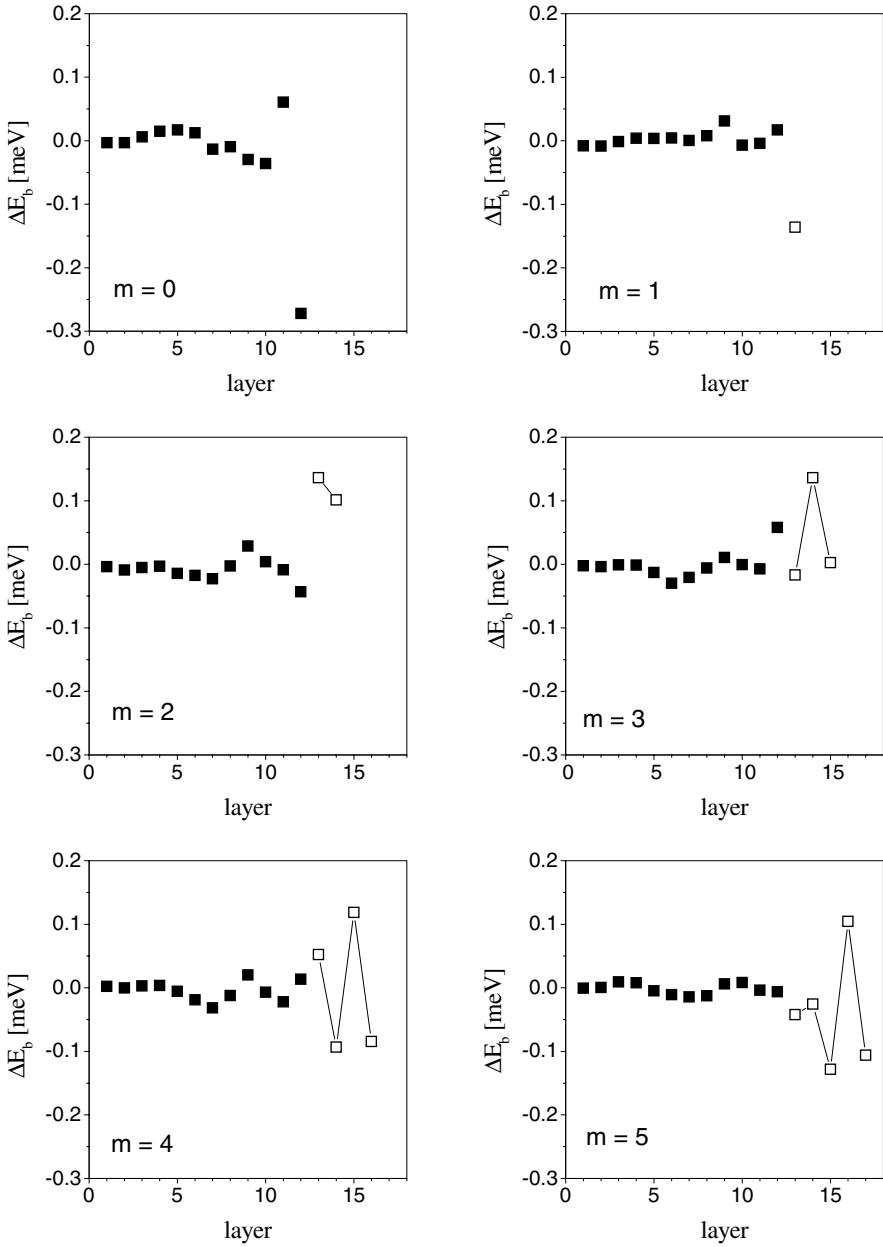 0.2
0.1
0.0
-0.1
-0.2
-0.3
ΔE_b [meV]
m = 0
0 5 10 15
layer
0.2
0.1
0.0
-0.1
-0.2
-0.3
ΔE_b [meV]
m = 1
0 5 10 15
layer
0.2
0.1
0.0
-0.1
-0.2
-0.3
ΔE_b [meV]
m = 2
0 5 10 15
layer
0.2
0.1
0.0
-0.1
-0.2
-0.3
ΔE_b [meV]
m = 3
0 5 10 15
layer
0.2
0.1
0.0
-0.1
-0.2
-0.3
ΔE_b [meV]
m = 4
0 5 10 15
layer
0.2
0.1
0.0
-0.1
-0.2
-0.3
ΔE_b [meV]
m = 5
0 5 10 15
layer